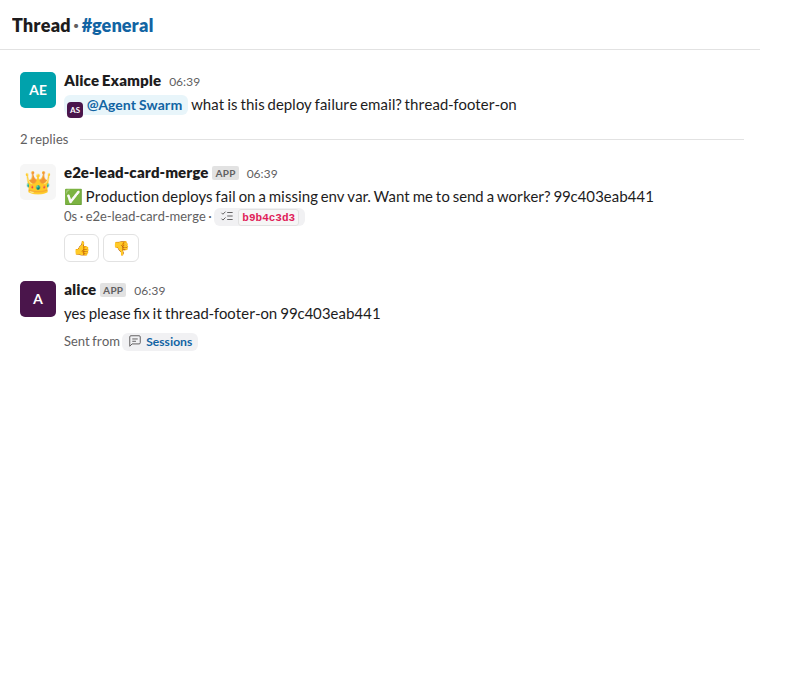 Thread · #general
AE
Alice Example 06:39
AS @Agent Swarm what is this deploy failure email? thread-footer-on
2 replies
e2e-lead-card-merge APP 06:39
✅ Production deploys fail on a missing env var. Want me to send a worker? 99c403eab441
0s · e2e-lead-card-merge · b9b4c3d3
👍 👎
A
alice APP 06:39
yes please fix it thread-footer-on 99c403eab441
Sent from Sessions